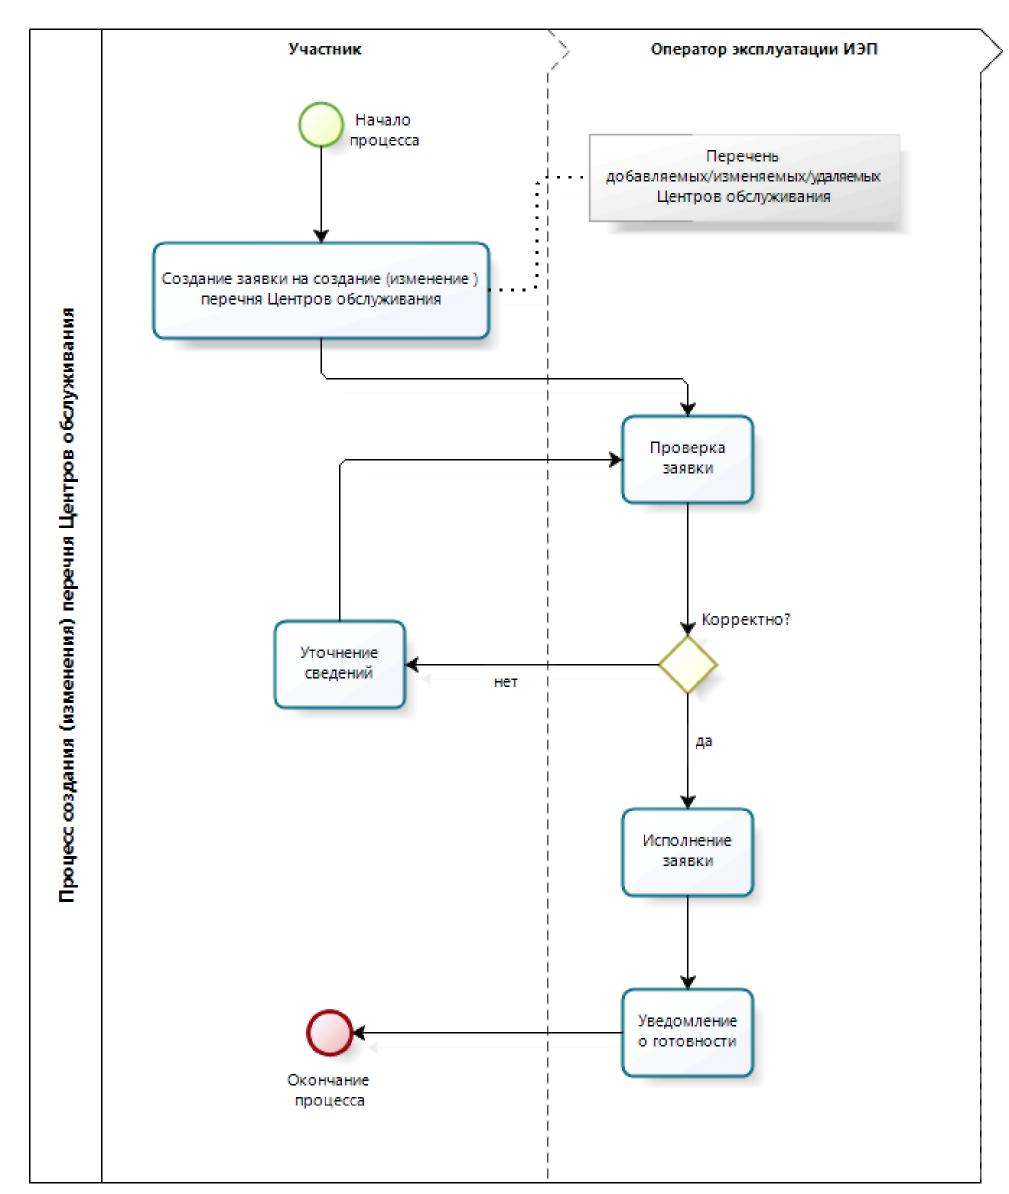 Процесс создания (изменения) перечня Центров обслуживания
Участник
Оператор эксплуатации ИЭП
Начало
процесса
Перечень
добавляемых/изменяемых/удаляемых
Центров обслуживания
Создание заявки на создание (изменение )
перечня Центров обслуживания
Проверка
заявки
Корректно?
Уточнение
сведений
нет
да
Исполнение
заявки
Уведомление
о готовности
Окончание
процесса